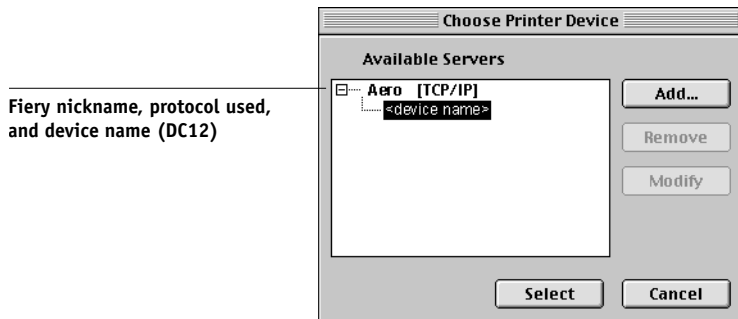 Choose Printer Device
Available Servers
Aero [TCP/IP]
<device name>
Fiery nickname, protocol used,
and device name (DC12)
Add...
Remove
Modify
Select
Cancel